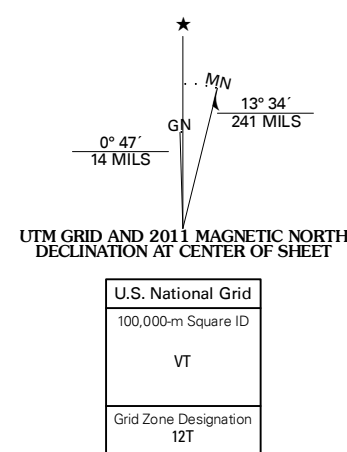 ★
MN
GN
13° 34´
241 MILS
0° 47´
14 MILS
UTM GRID AND 2011 MAGNETIC NORTH
DECLINATION AT CENTER OF SHEET
U.S. National Grid
100,000-m Square ID
VT
Grid Zone Designation
12T